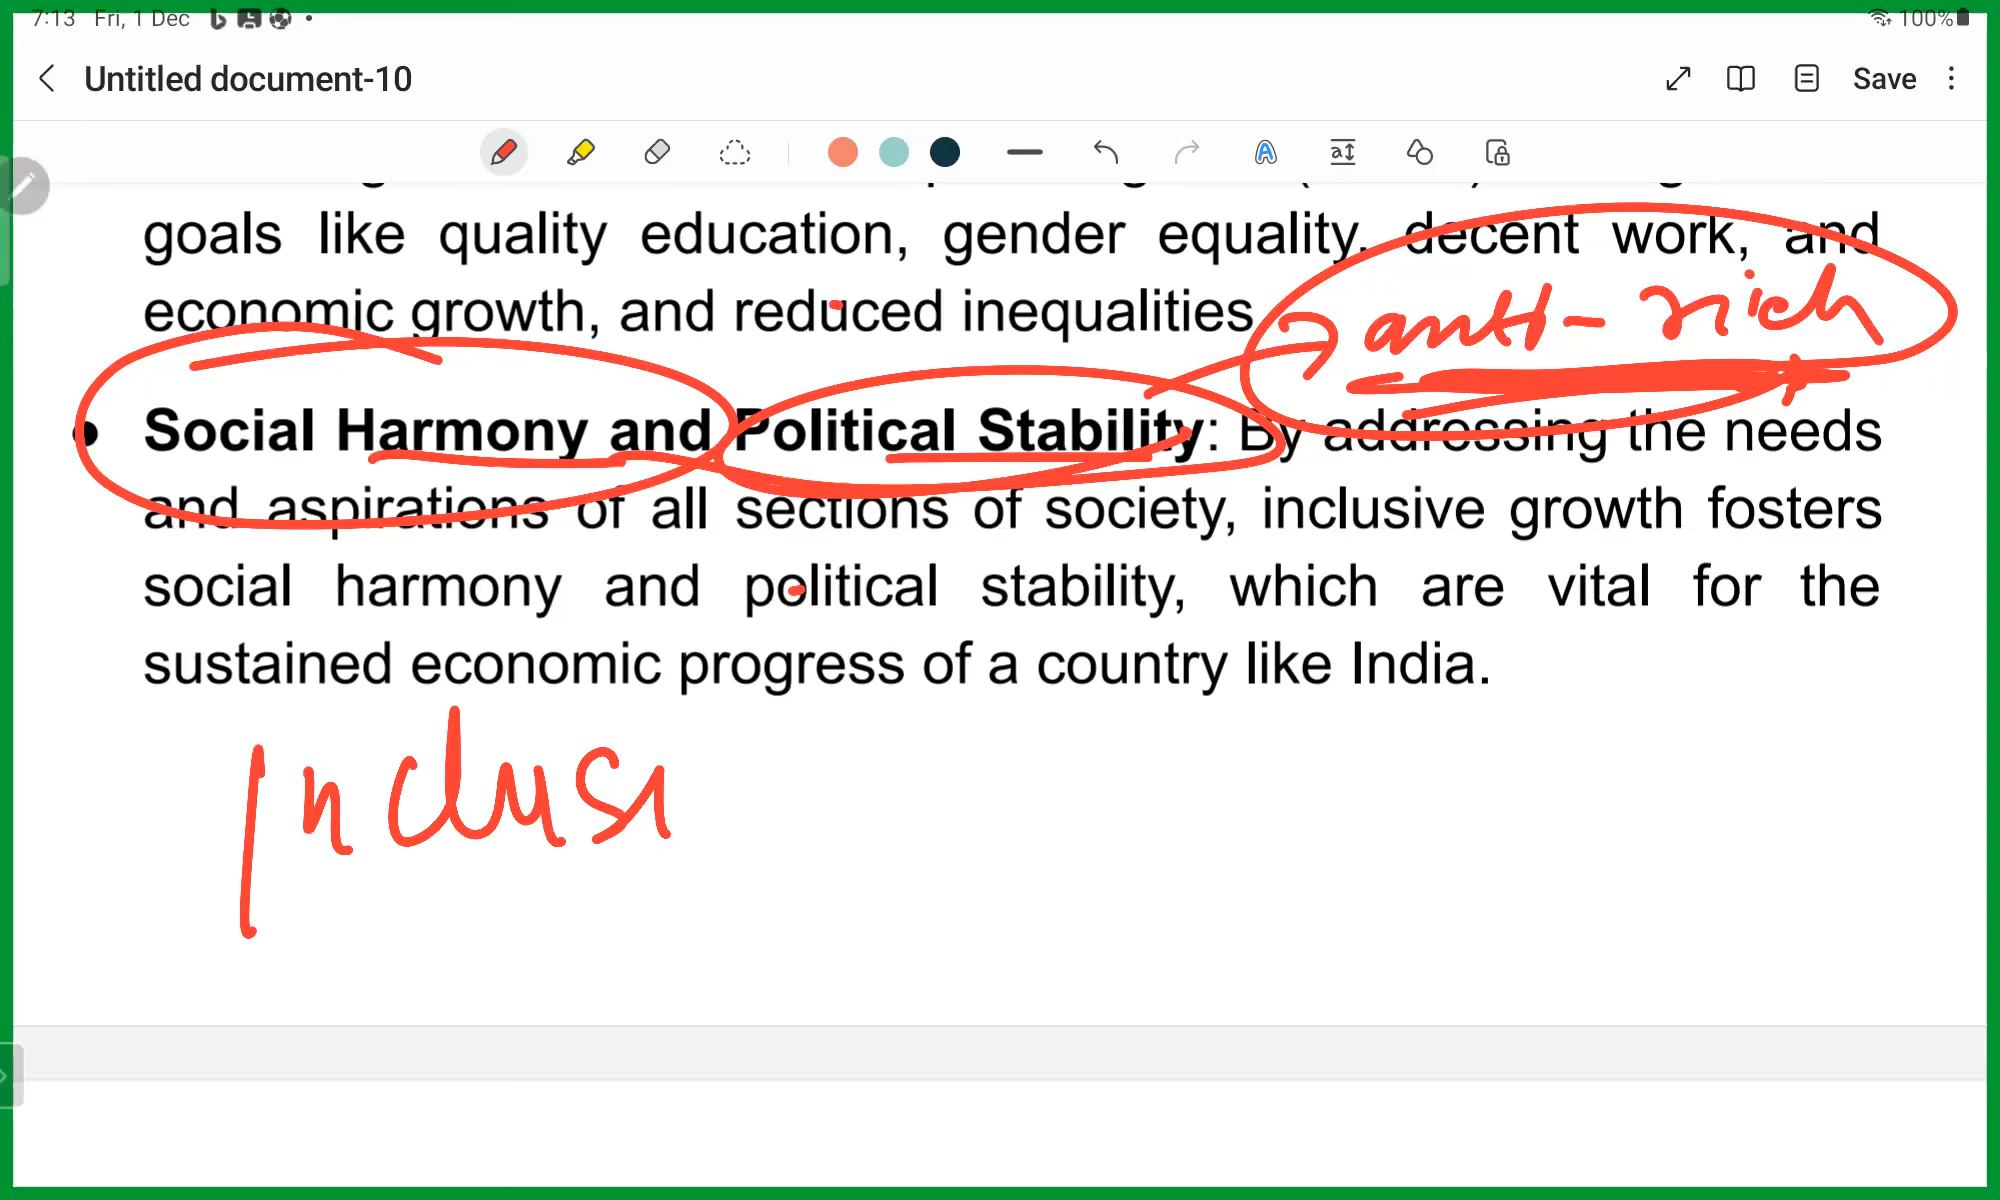 7:13 Fri, 1 Dec
100%
Untitled document-10
Save
goals like quality education, gender equality, decent work, and
economic growth, and reduced inequalities
anti-rich
• Social Harmony and Political Stability: By addressing the needs
and aspirations of all sections of society, inclusive growth fosters
social harmony and political stability, which are vital for the
sustained economic progress of a country like India.
Inclusi